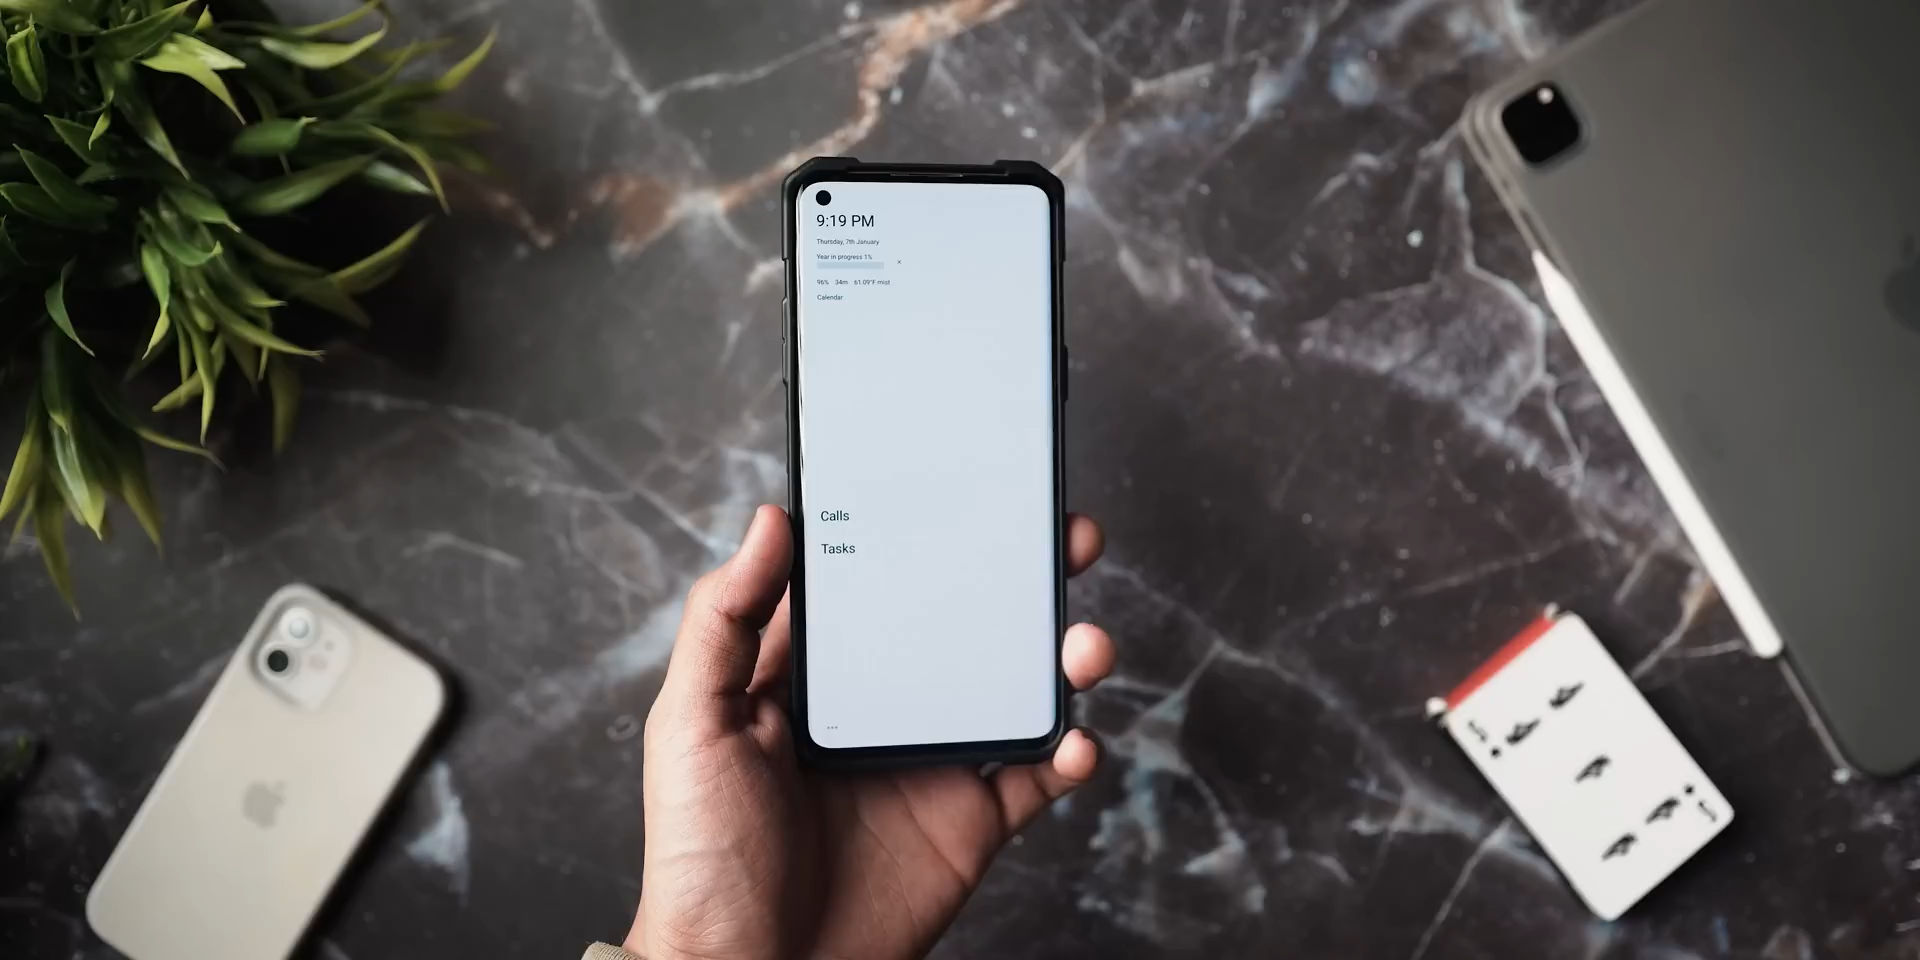 9:19 PM
Thursday, 7th January
Year in progress 1%
×
96% 34m 61.09°F mist
Calendar
Calls
Tasks
...